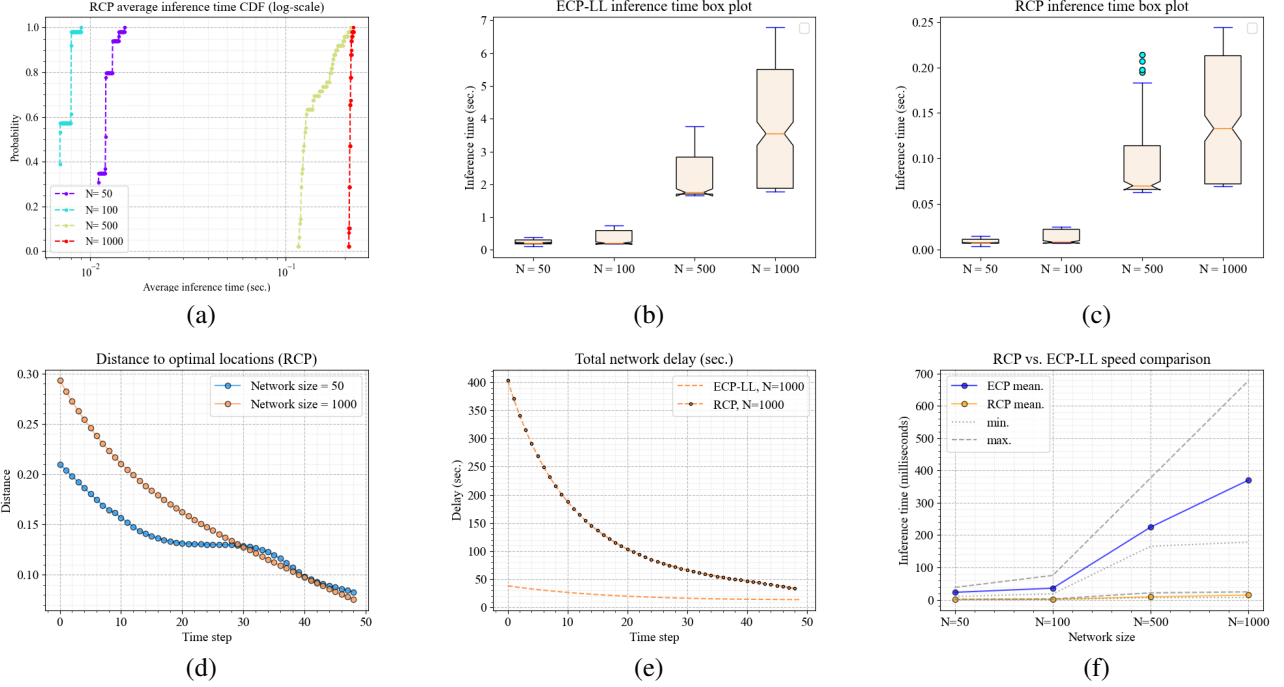 RCP average inference time CDF (log-scale)
1.0
0.8
0.6
0.4
0.2
0.0
Probability
N= 50
N= 100
N= 500
N= 1000
10⁻²
10⁻¹
Average inference time (sec.)
(a)
ECP-LL inference time box plot
7
6
5
4
3
2
1
0
Inference time (sec.)
N = 50
N = 100
N = 500
N = 1000
(b)
RCP inference time box plot
0.25
0.20
0.15
0.10
0.05
0.00
Inference time (sec.)
N = 50
N = 100
N = 500
N = 1000
(c)
Distance to optimal locations (RCP)
0.30
0.25
0.20
0.15
0.10
Distance
Network size = 50
Network size = 1000
0
10
20
30
40
50
Time step
(d)
Total network delay (sec.)
400
350
300
250
200
150
100
50
0
Delay (sec.)
ECP-LL, N=1000
RCP, N=1000
0
10
20
30
40
50
Time step
(e)
RCP vs. ECP-LL speed comparison
700
600
500
400
300
200
100
0
Inference time (milliseconds)
ECP mean.
RCP mean.
min.
max.
N=50
N=100
N=500
N=1000
Network size
(f)